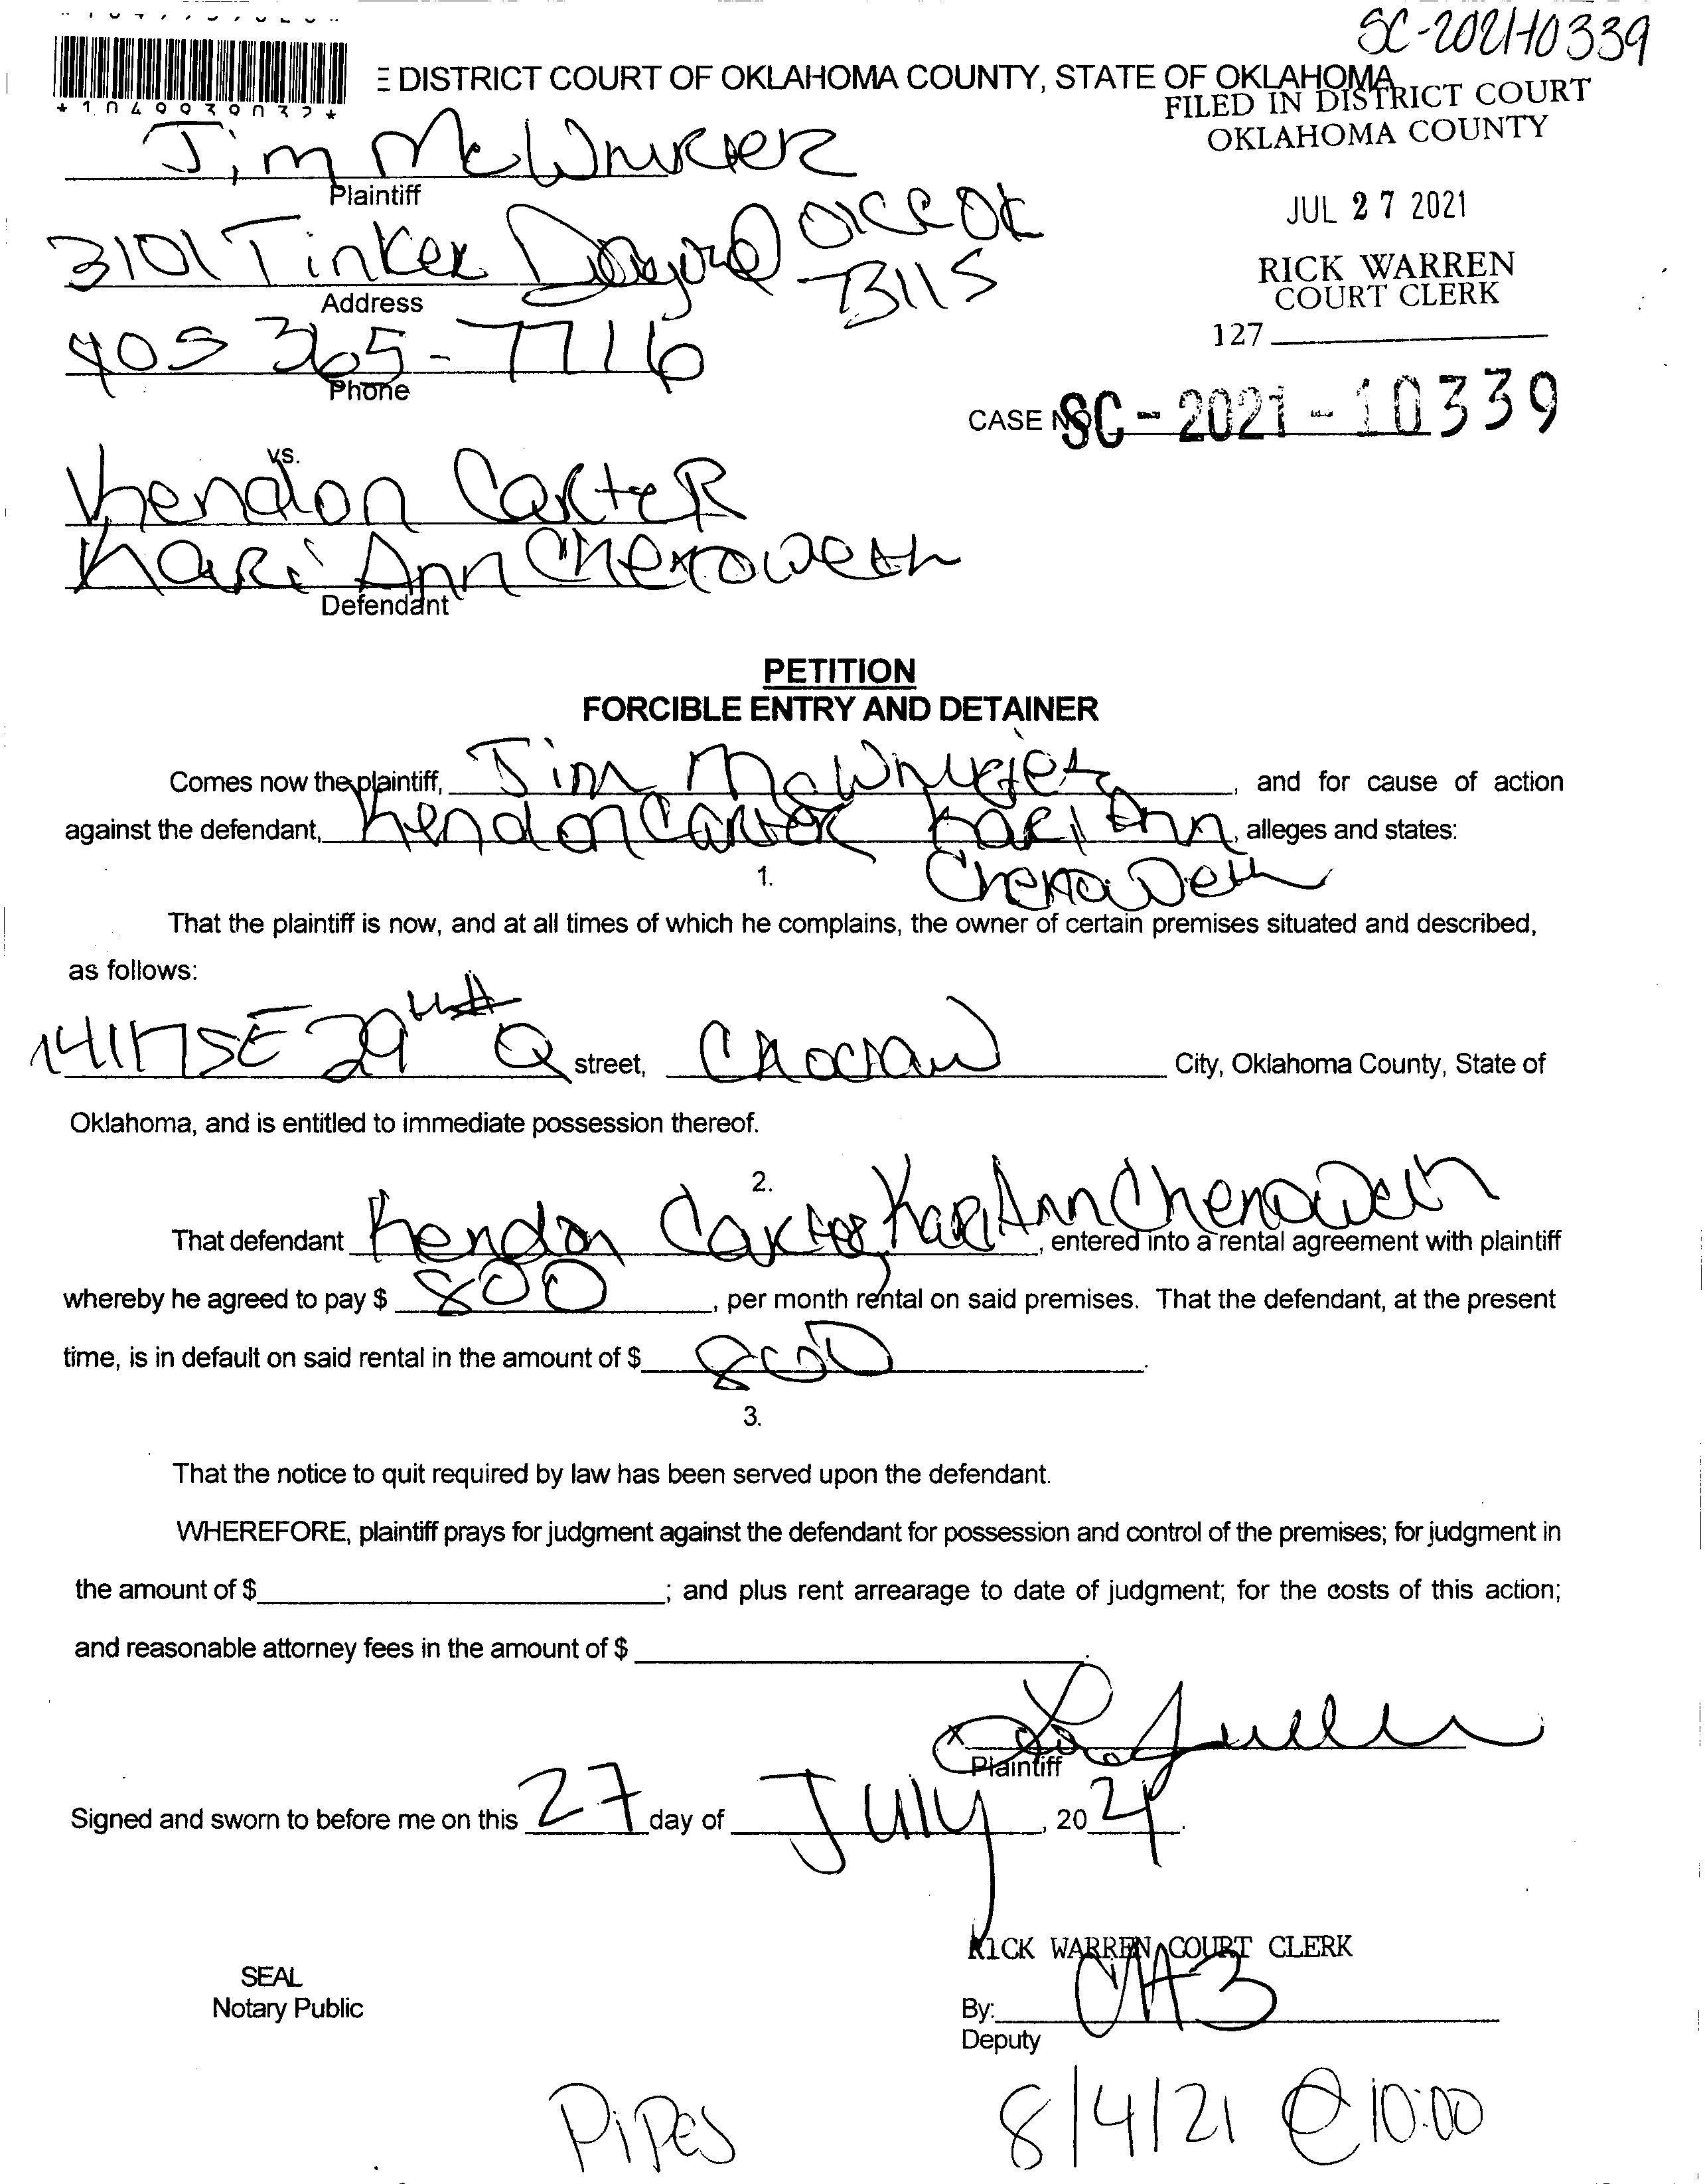 SC-2021-10339
E DISTRICT COURT OF OKLAHOMA COUNTY, STATE OF OKLAHOMA
FILED IN DISTRICT COURT
OKLAHOMA COUNTY
JUL 27 2021
RICK WARREN
COURT CLERK
127
*1049939032*
Jim McWhirter
Plaintiff
3101 Tinker Diagonal OKC OK
73115
Address
405 365-7716
Phone
CASE NO. SC-2021-10339
vs.
Kendon Carter
Kari Ann Chenoweth
Defendant
PETITION
FORCIBLE ENTRY AND DETAINER
Comes now the plaintiff, Jim McWhirter, and for cause of action
against the defendant, Kendon Carter Kari Ann Chenoweth, alleges and states:
1.
That the plaintiff is now, and at all times of which he complains, the owner of certain premises situated and described,
as follows:
14117 SE 29th Q street, Choctaw City, Oklahoma County, State of
Oklahoma, and is entitled to immediate possession thereof.
2.
That defendant Kendon Carter, Kari Ann Chenoweth, entered into a rental agreement with plaintiff
whereby he agreed to pay $ 800, per month rental on said premises. That the defendant, at the present
time, is in default on said rental in the amount of $ 800.
3.
That the notice to quit required by law has been served upon the defendant.
WHEREFORE, plaintiff prays for judgment against the defendant for possession and control of the premises; for judgment in
the amount of $ ; and plus rent arrearage to date of judgment; for the costs of this action;
and reasonable attorney fees in the amount of $ .
X
Plaintiff
Signed and sworn to before me on this 27 day of July, 2021.
RICK WARREN, COURT CLERK
SEAL
Notary Public
By:
Deputy
Pipes
8/4/21 @ 10:00